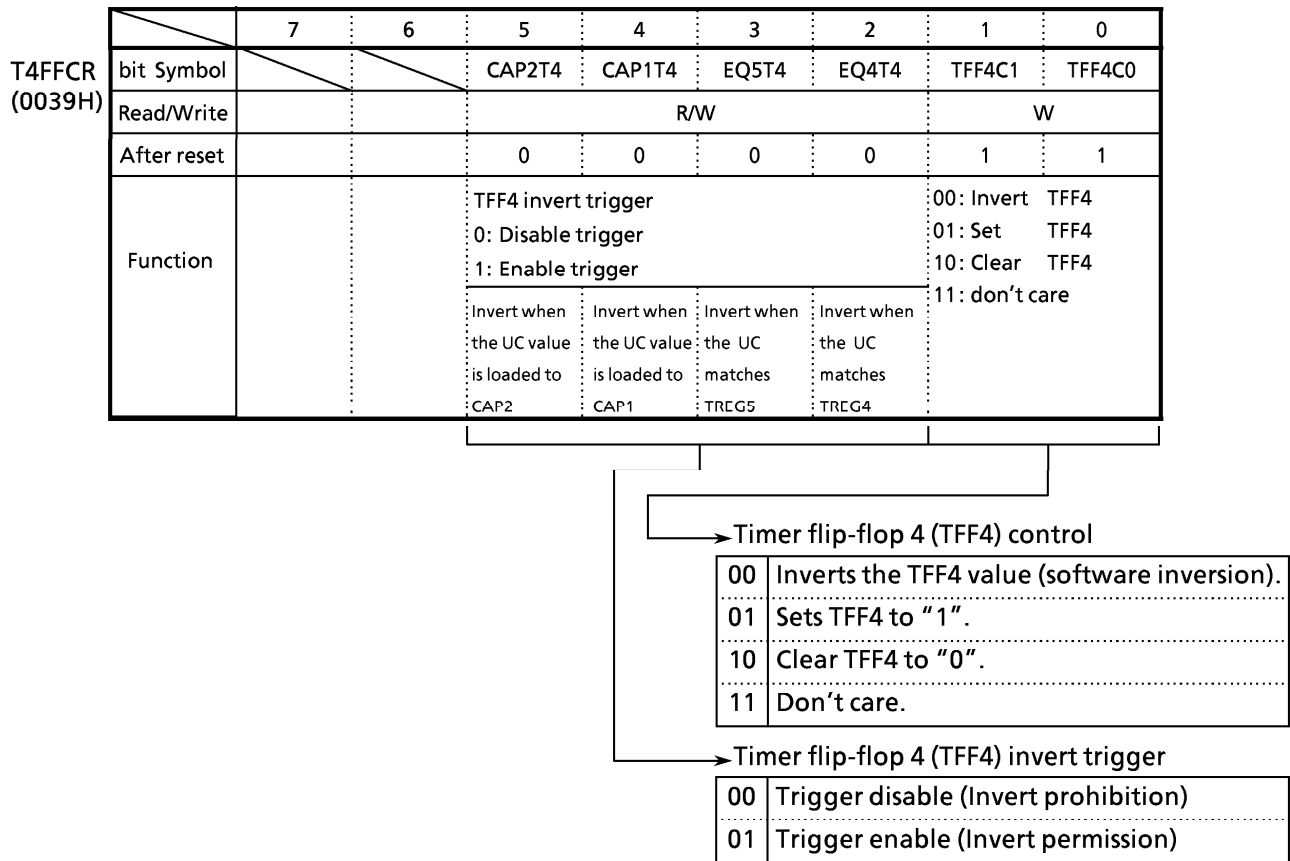 7 6 5 4 3 2 1 0
T4FFCR
(0039H)
bit Symbol CAP2T4 CAP1T4 EQ5T4 EQ4T4 TFF4C1 TFF4C0
Read/Write R/W W
After reset 0 0 0 0 1 1
Function
TFF4 invert trigger
0: Disable trigger
1: Enable trigger
Invert when
the UC value
is loaded to
CAP2
Invert when
the UC value
is loaded to
CAP1
Invert when
the UC
matches
TREG5
Invert when
the UC
matches
TREG4
00: Invert TFF4
01: Set TFF4
10: Clear TFF4
11: don't care
Timer flip-flop 4 (TFF4) control
00 Inverts the TFF4 value (software inversion).
01 Sets TFF4 to "1".
10 Clear TFF4 to "0".
11 Don't care.
Timer flip-flop 4 (TFF4) invert trigger
00 Trigger disable (Invert prohibition)
01 Trigger enable (Invert permission)